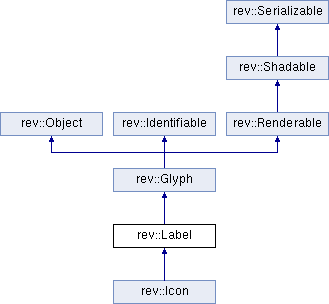 rev::Serializable
rev::Shadable
rev::Object
rev::Identifiable
rev::Renderable
rev::Glyph
rev::Label
rev::Icon